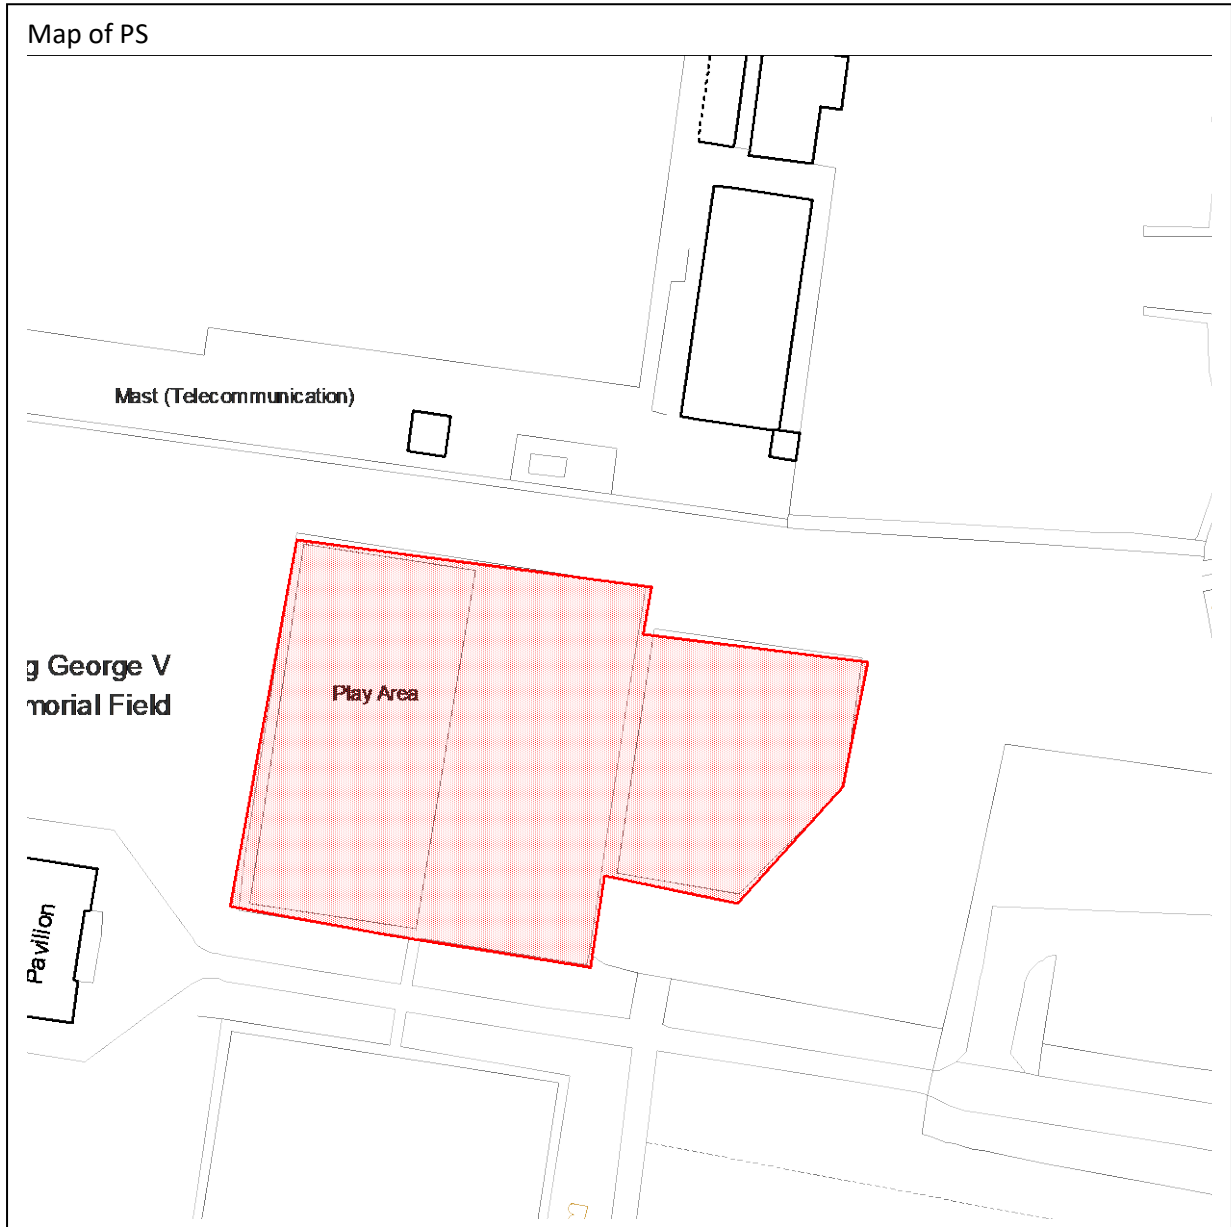 Map of PS
Mast (Telecommunication)
g George V
morial Field
Play Area
Pavilion